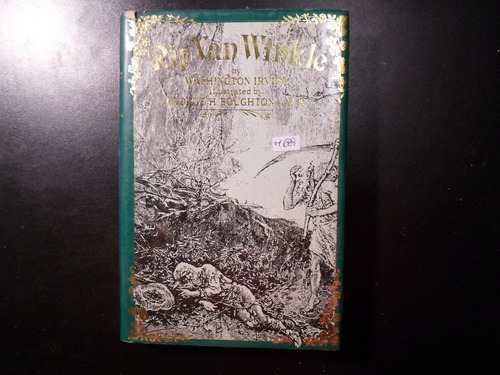 Rip Van Winkle
by
WASHINGTON IRVING
Illustrated by
GEORGE H. BOUGHTON